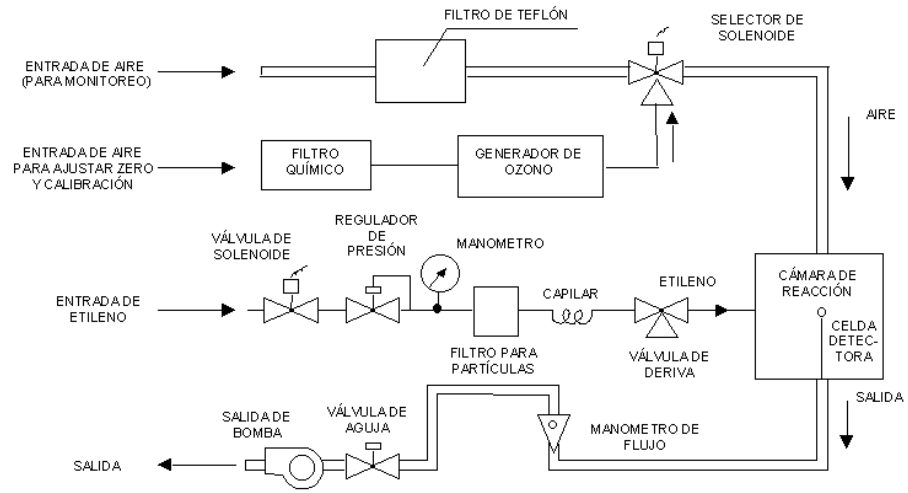 FILTRO DE TEFLÓN
SELECTOR DE
SOLENOIDE
ENTRADA DE AIRE
(PARA MONITOREO)
AIRE
ENTRADA DE AIRE
PARA AJUSTAR ZERO
Y CALIBRACIÓN
FILTRO
QUÍMICO
GENERADOR DE
OZONO
VÁLVULA DE
SOLENOIDE
REGULADOR
DE
PRESIÓN
MANOMETRO
ENTRADA DE
ETILENO
CAPILAR
ETILENO
CÁMARA DE
REACCIÓN
CELDA
DETEC-
TORA
FILTRO PARA
PARTÍCULAS
VÁLVULA DE
DERIVA
SALIDA
SALIDA DE
BOMBA
VÁLVULA DE
AGUJA
MANOMETRO DE
FLUJO
SALIDA